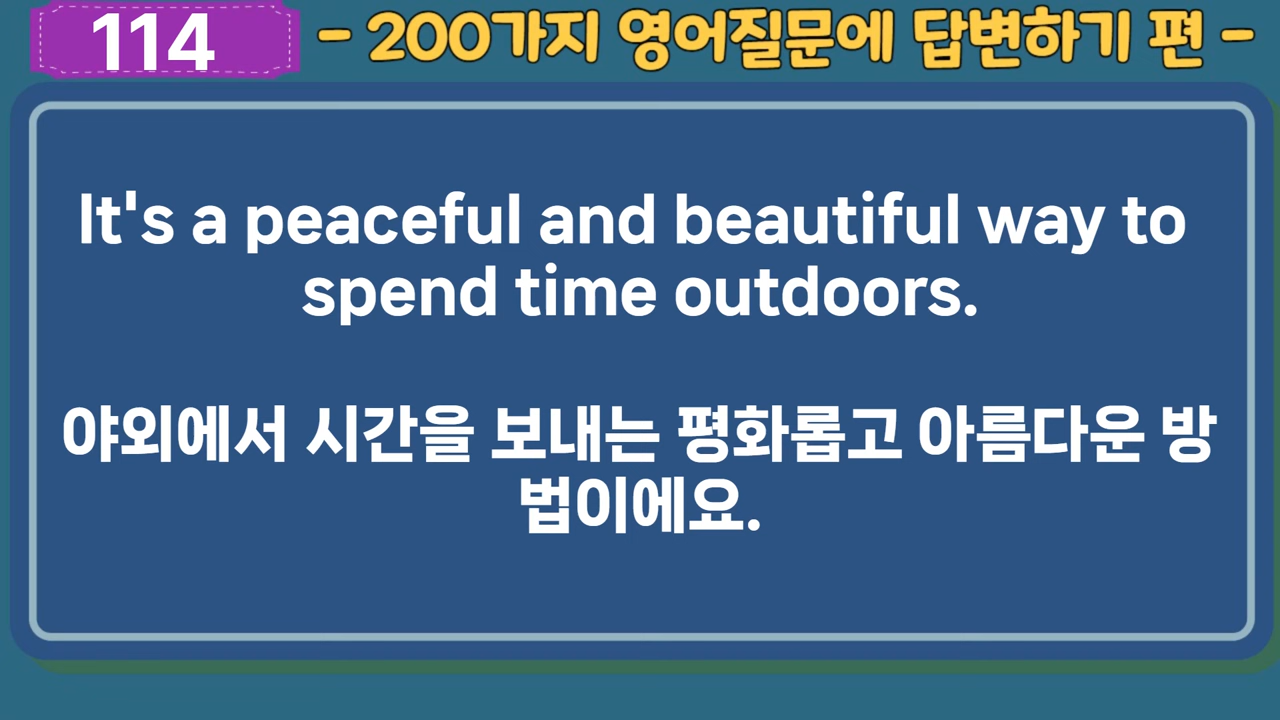 114
- 200가지 영어질문에 답변하기 편 -
It's a peaceful and beautiful way to
spend time outdoors.
야외에서 시간을 보내는 평화롭고 아름다운 방
법이에요.